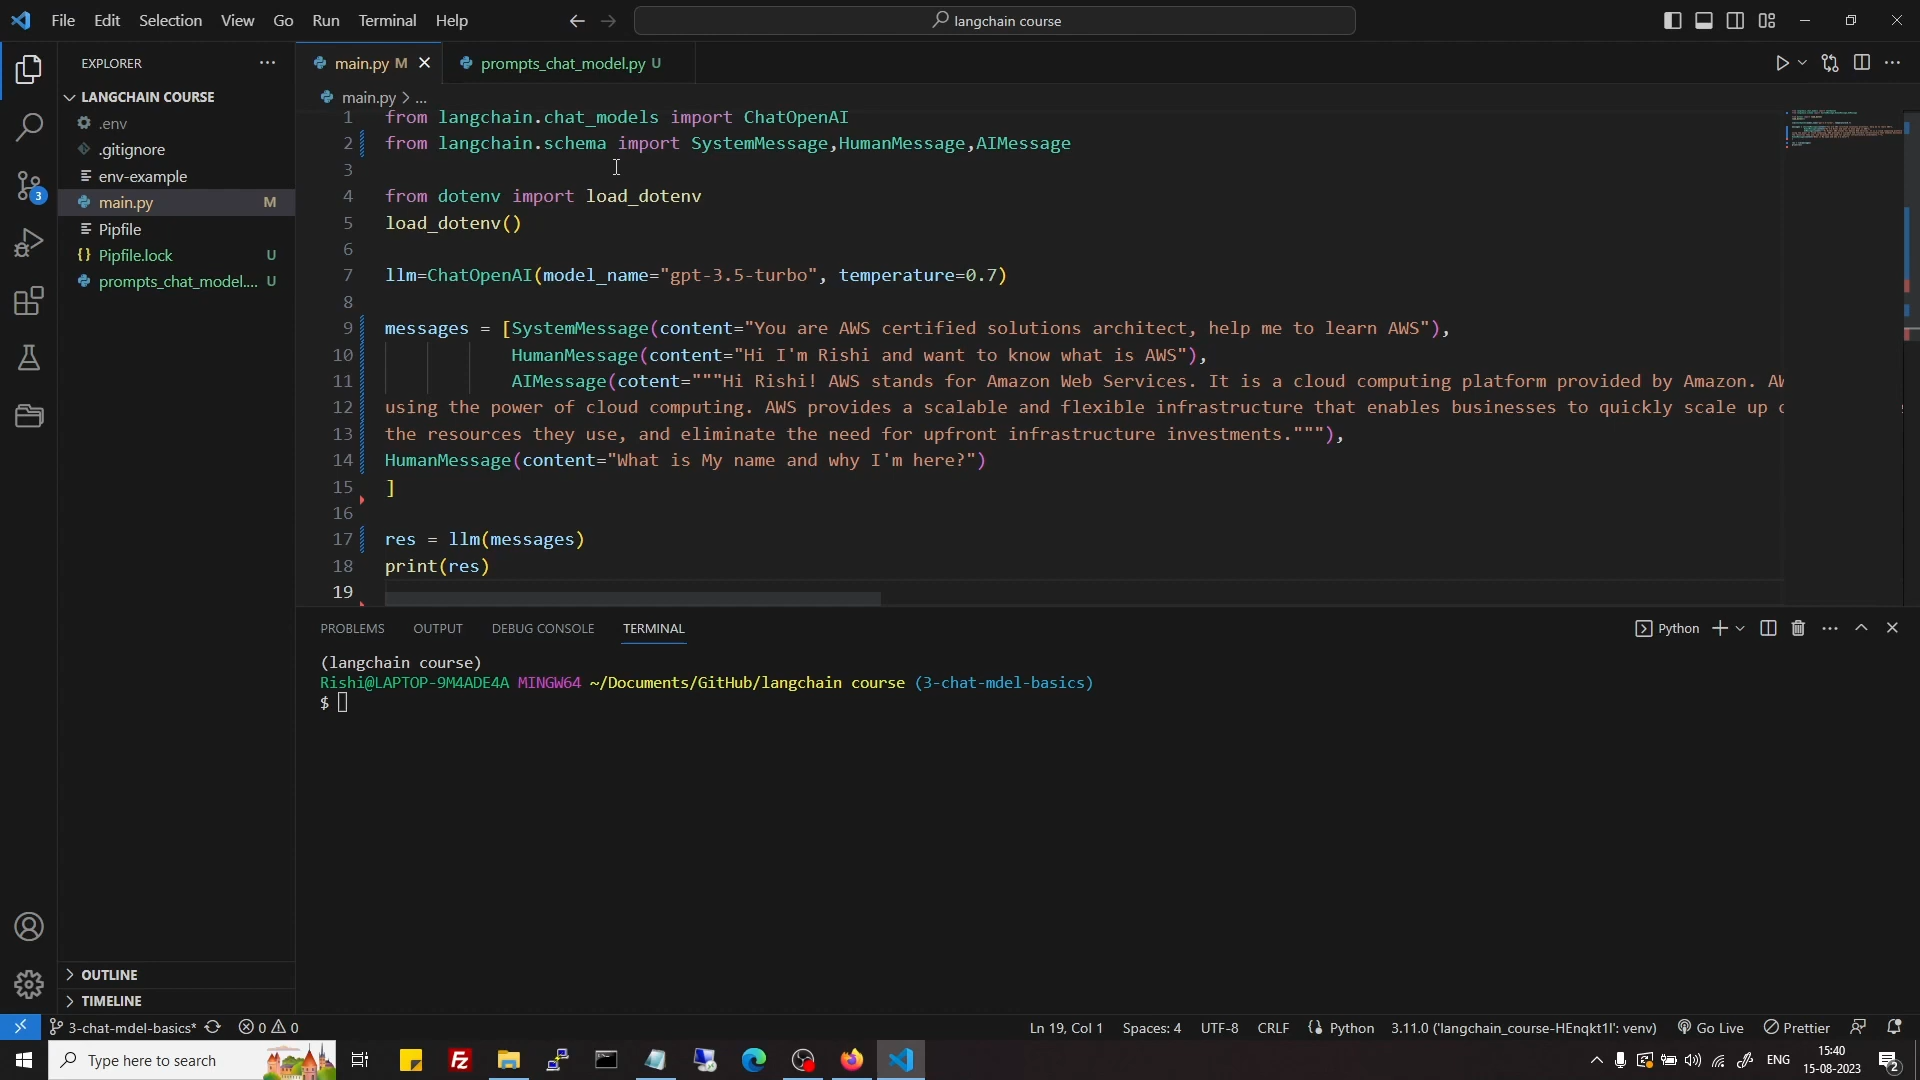 File Edit Selection View Go Run Terminal Help
langchain course
EXPLORER
LANGCHAIN COURSE
.env
.gitignore
env-example
main.py M
Pipfile
Pipfile.lock U
prompts_chat_model.... U
OUTLINE
TIMELINE
main.py M
prompts_chat_model.py U
main.py > ...
1 from langchain.chat_models import ChatOpenAI
2 from langchain.schema import SystemMessage,HumanMessage,AIMessage
3
4 from dotenv import load_dotenv
5 load_dotenv()
6
7 llm=ChatOpenAI(model_name="gpt-3.5-turbo", temperature=0.7)
8
9 messages = [SystemMessage(content="You are AWS certified solutions architect, help me to learn AWS"),
10 HumanMessage(content="Hi I'm Rishi and want to know what is AWS"),
11 AIMessage(cotent="""Hi Rishi! AWS stands for Amazon Web Services. It is a cloud computing platform provided by Amazon.
12 using the power of cloud computing. AWS provides a scalable and flexible infrastructure that enables businesses to quickly scale up
13 the resources they use, and eliminate the need for upfront infrastructure investments."""),
14 HumanMessage(content="What is My name and why I'm here?")
15 ]
16
17 res = llm(messages)
18 print(res)
19
PROBLEMS OUTPUT DEBUG CONSOLE TERMINAL
Python
(langchain course)
Rishi@LAPTOP-9M4ADE4A MINGW64 ~/Documents/GitHub/langchain course (3-chat-mdel-basics)
$
3
3-chat-mdel-basics* 0 0
Ln 19, Col 1 Spaces: 4 UTF-8 CRLF Python 3.11.0 ('langchain_course-HEnqkt1l': venv) Go Live Prettier
Type here to search
ENG
15:40
15-08-2023
2